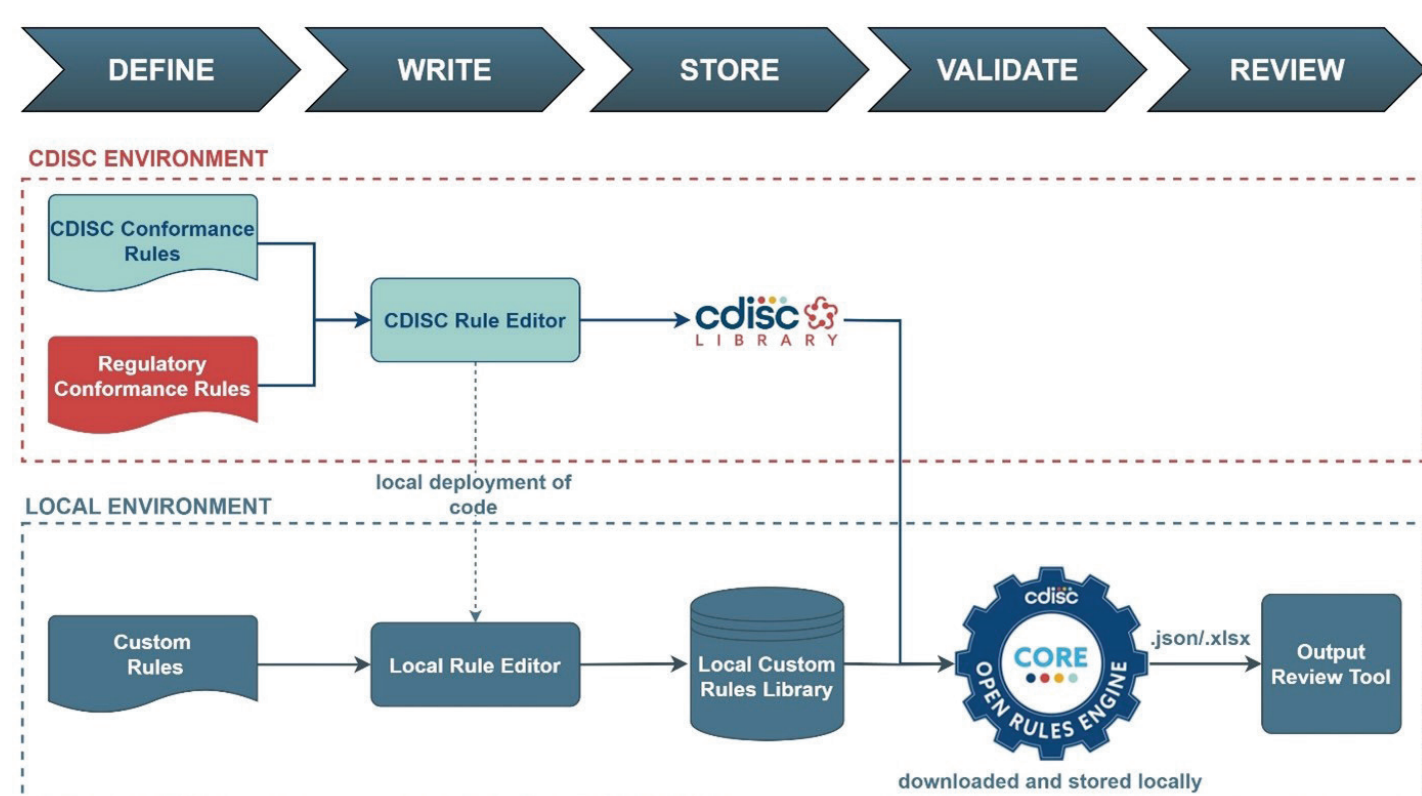 DEFINE
WRITE
STORE
VALIDATE
REVIEW
CDISC ENVIRONMENT
CDISC Conformance
Rules
Regulatory
Conformance Rules
CDISC Rule Editor
cdisc
LIBRARY
local deployment of
code
LOCAL ENVIRONMENT
Custom
Rules
Local Rule Editor
Local Custom
Rules Library
cdisc
CORE
OPEN RULES ENGINE
.json/.xlsx
Output
Review Tool
downloaded and stored locally